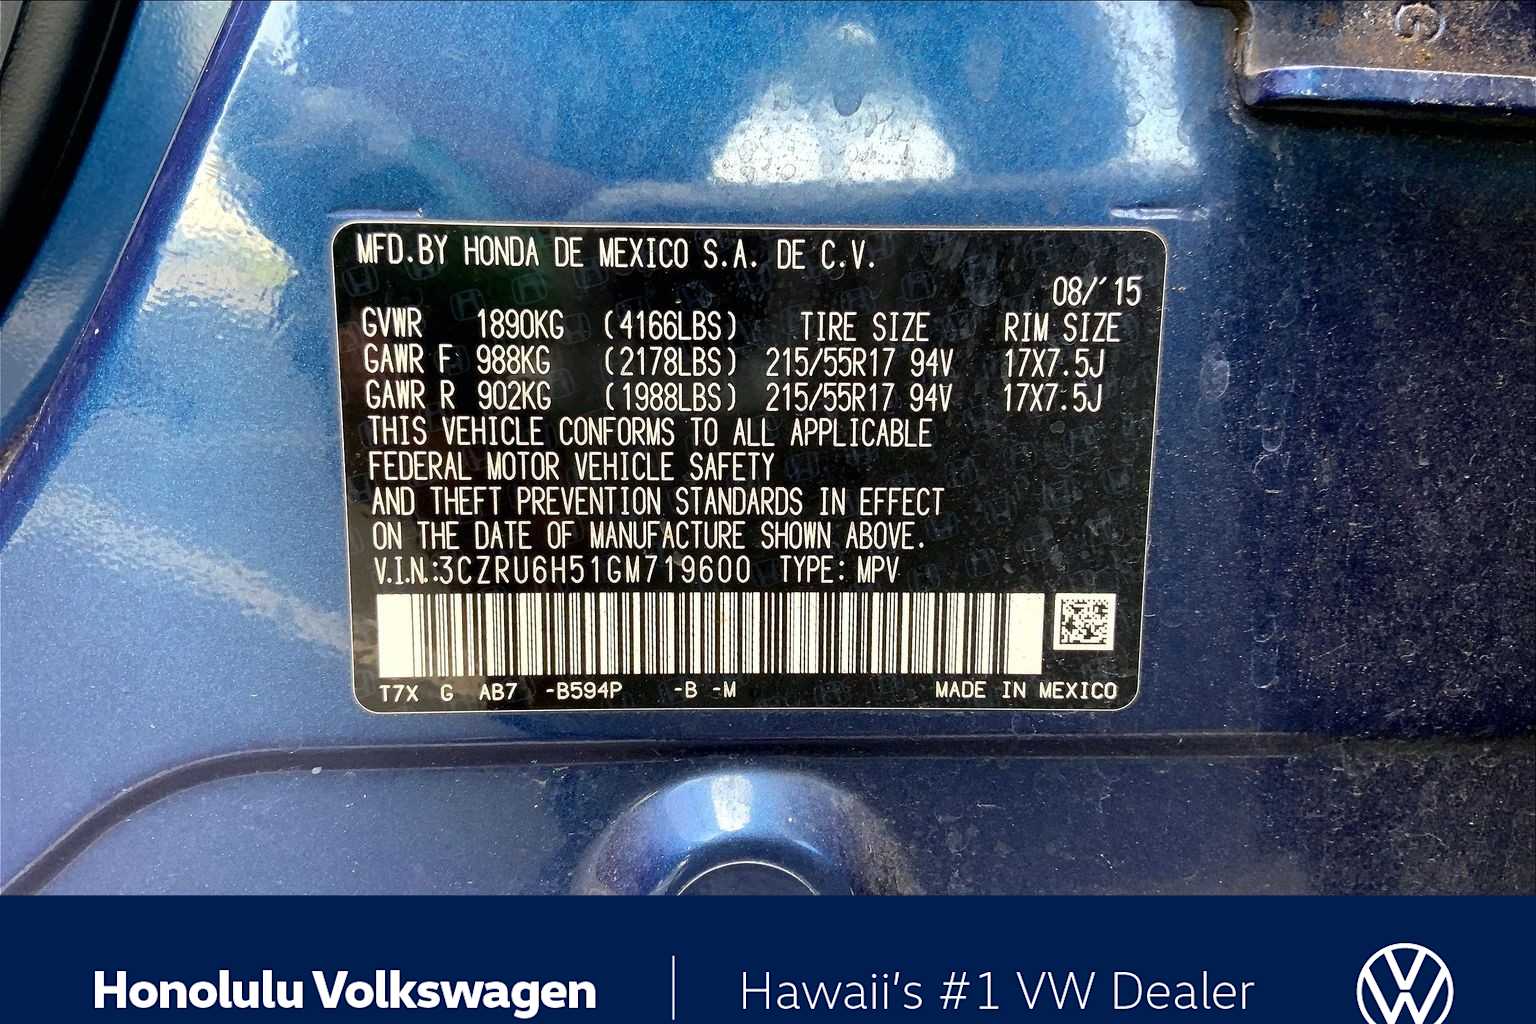 MFD.BY HONDA DE MEXICO S.A. DE C.V.
08/'15
GVWR 1890KG (4166LBS) TIRE SIZE RIM SIZE
GAWR F 988KG (2178LBS) 215/55R17 94V 17X7.5J
GAWR R 902KG (1988LBS) 215/55R17 94V 17X7.5J
THIS VEHICLE CONFORMS TO ALL APPLICABLE
FEDERAL MOTOR VEHICLE SAFETY
AND THEFT PREVENTION STANDARDS IN EFFECT
ON THE DATE OF MANUFACTURE SHOWN ABOVE.
V.I.N.:3CZRU6H51GM719600 TYPE: MPV
T7X G AB7 -B594P -B -M MADE IN MEXICO
Honolulu Volkswagen | Hawaii's #1 VW Dealer